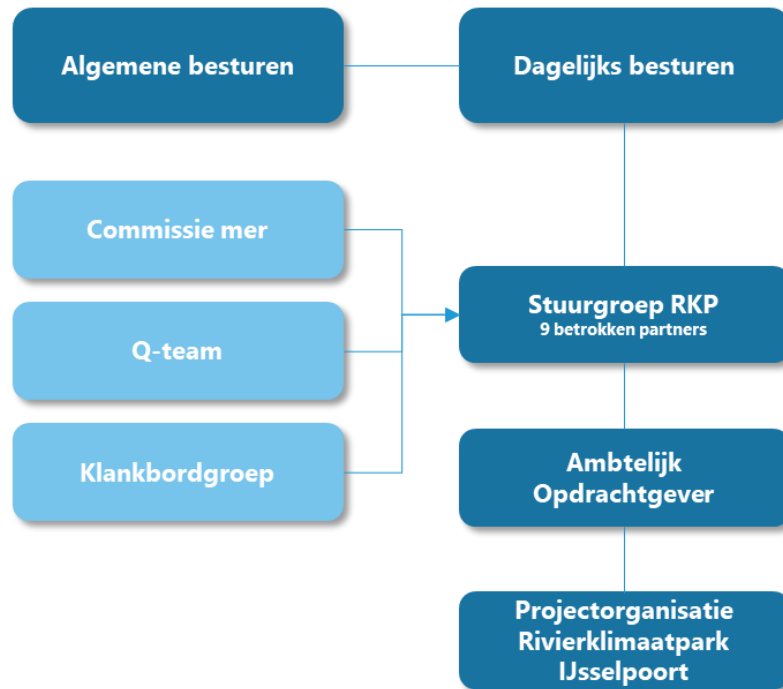 Algemene besturen
Dagelijks besturen
Commissie mer
Q-team
Klankbordgroep
Stuurgroep RKP
9 betrokken partners
Ambtelijk
Opdrachtgever
Projectorganisatie
Rivierklimaatpark
IJsselpoort